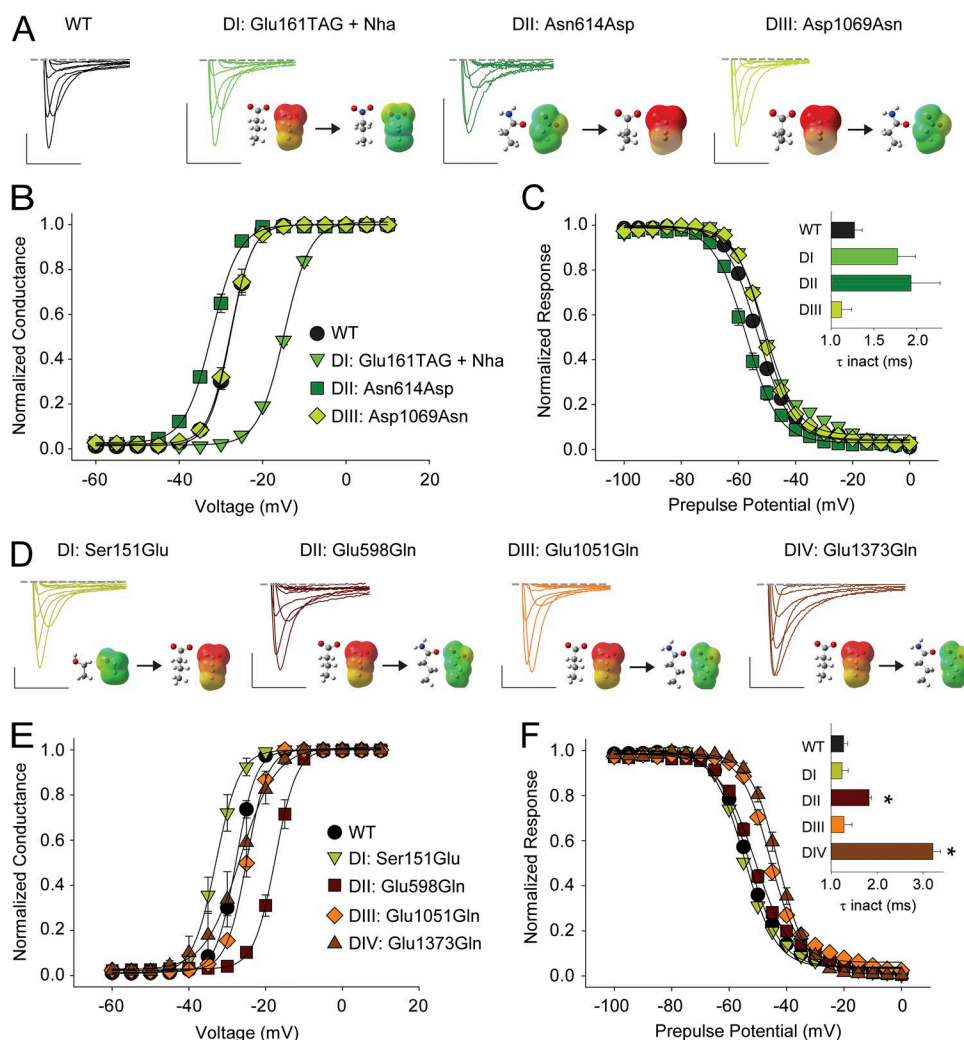 A
WT
DI: Glu161TAG + Nha
DII: Asn614Asp
DIII: Asp1069Asn
B
Normalized Conductance
1.0
0.8
0.6
0.4
0.2
0.0
WT
DI: Glu161TAG + Nha
DII: Asn614Asp
DIII: Asp1069Asn
-60 -40 -20 0 20
Voltage (mV)
C
Normalized Response
1.0
0.8
0.6
0.4
0.2
0.0
WT
DI
DII
DIII
1.0 2.0
τ inact (ms)
-100 -80 -60 -40 -20 0
Prepulse Potential (mV)
D
DI: Ser151Glu
DII: Glu598Gln
DIII: Glu1051Gln
DIV: Glu1373Gln
E
Normalized Conductance
1.0
0.8
0.6
0.4
0.2
0.0
WT
DI: Ser151Glu
DII: Glu598Gln
DIII: Glu1051Gln
DIV: Glu1373Gln
-60 -40 -20 0 20
Voltage (mV)
F
Normalized Response
1.0
0.8
0.6
0.4
0.2
0.0
WT
DI
DII *
DIII
DIV *
1.0 2.0 3.0
τ inact (ms)
-100 -80 -60 -40 -20 0
Prepulse Potential (mV)